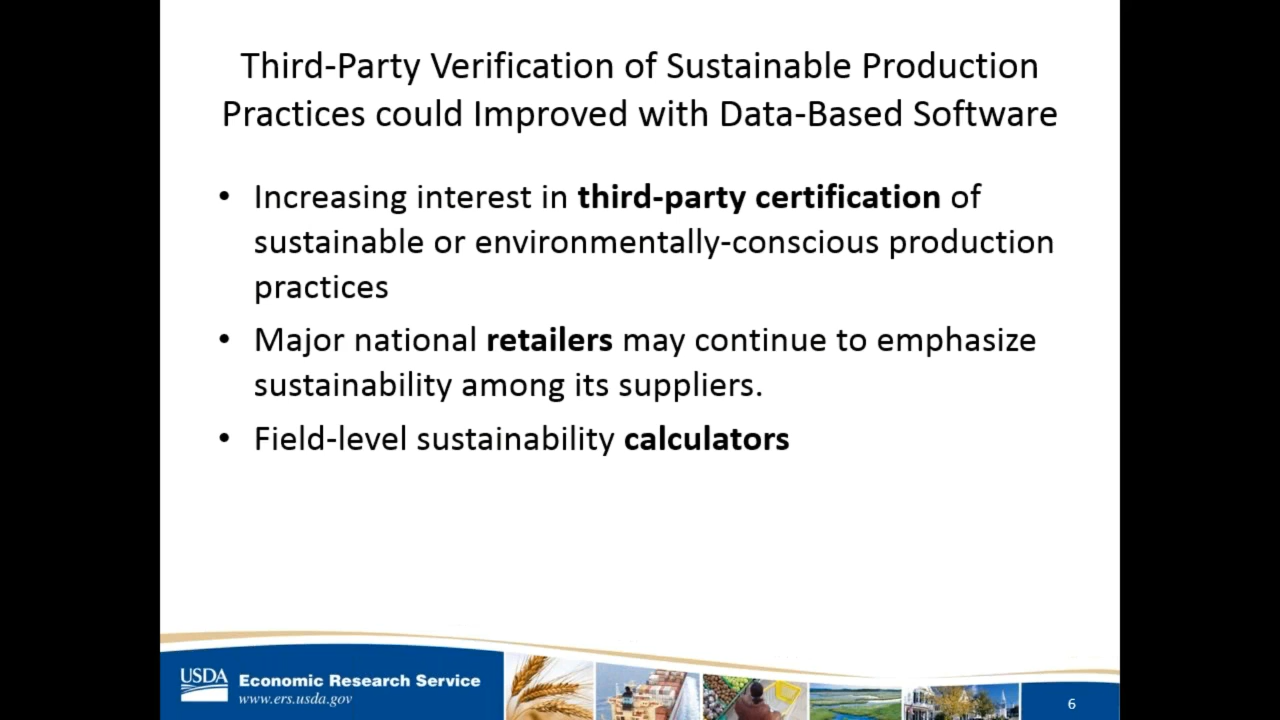 Third-Party Verification of Sustainable Production
Practices could Improved with Data-Based Software
• Increasing interest in third-party certification of
sustainable or environmentally-conscious production
practices
• Major national retailers may continue to emphasize
sustainability among its suppliers.
• Field-level sustainability calculators
USDA
Economic Research Service
www.ers.usda.gov
6